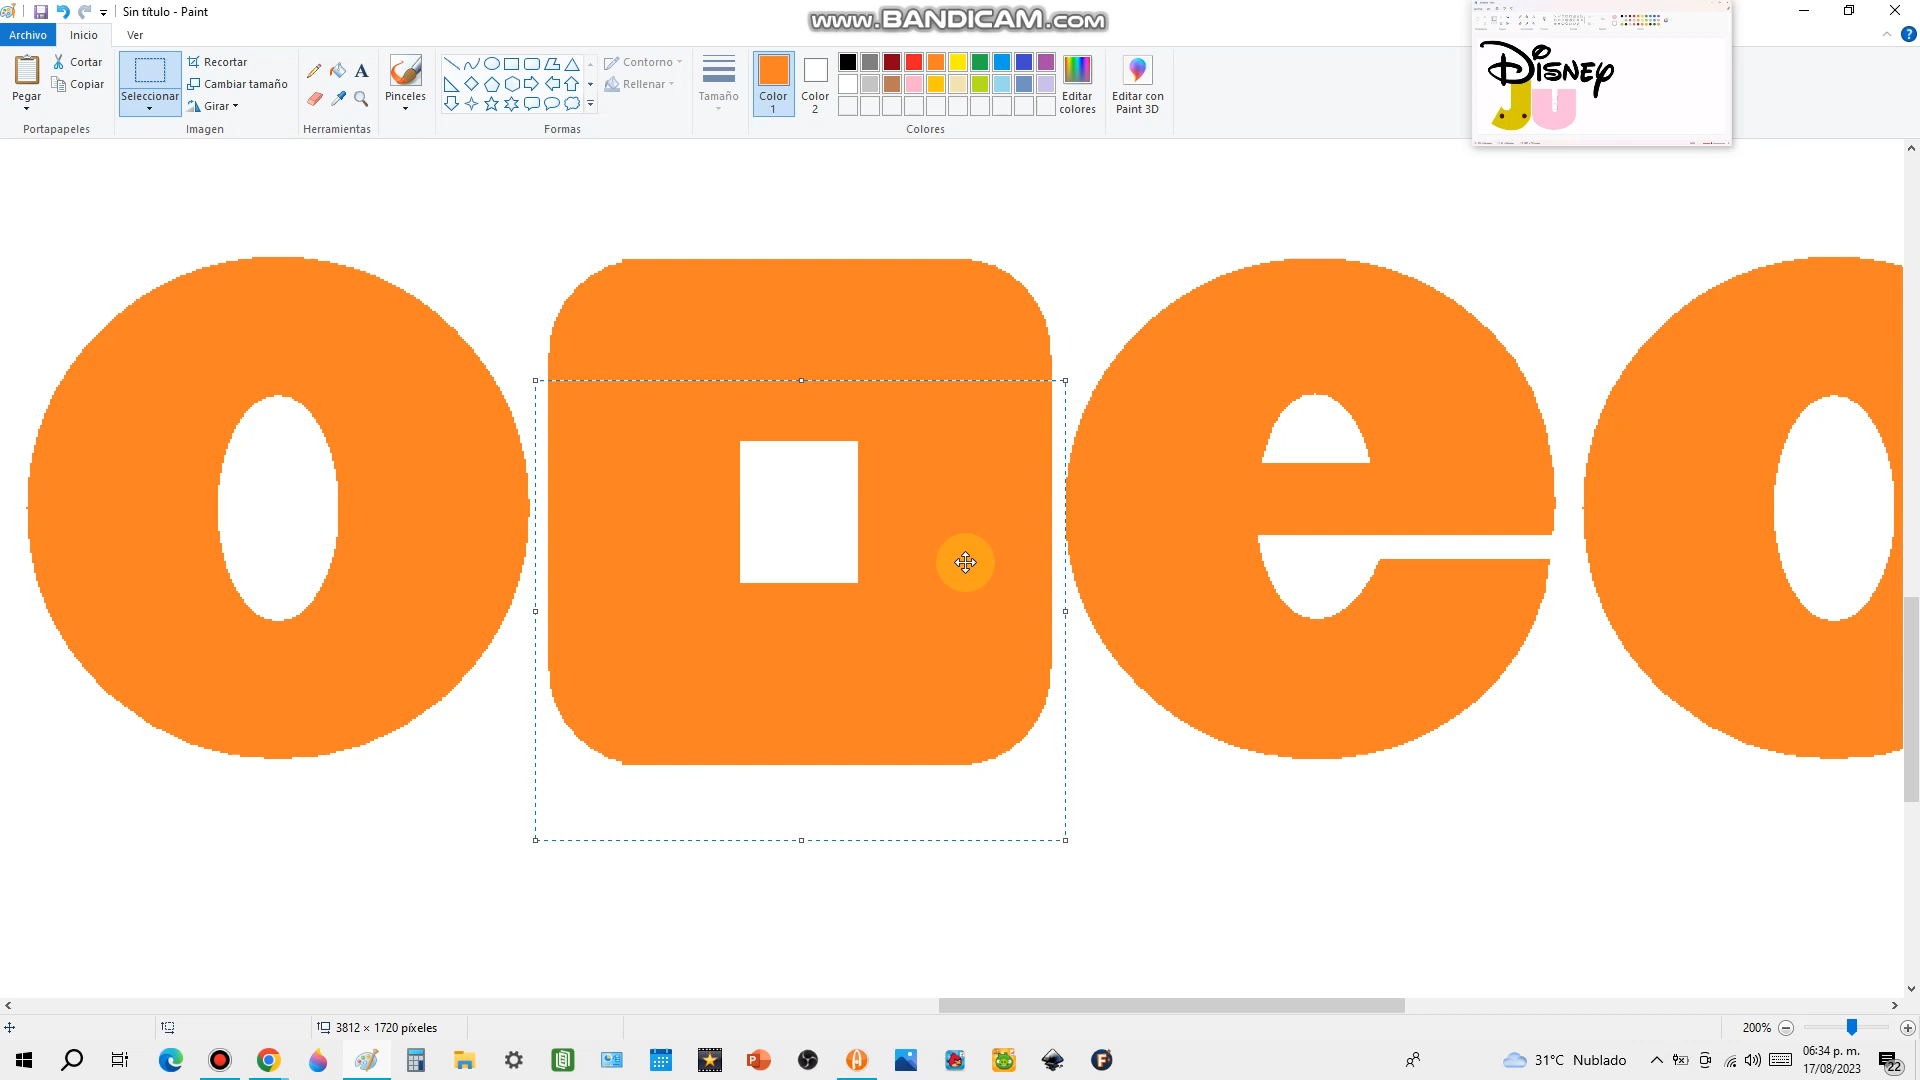 Sin título - Paint
www.BANDICAM.com
Archivo
Inicio
Ver
Pegar
Cortar
Copiar
Portapapeles
Seleccionar
Recortar
Cambiar tamaño
Girar
Imagen
A
Herramientas
Pinceles
Contorno
Rellenar
Formas
Tamaño
Color
1
Color
2
Colores
Editar
colores
Editar con
Paint 3D
Disney
JU
o
e
3812 × 1720 píxeles
200%
31°C Nublado
06:34 p. m.
17/08/2023
22